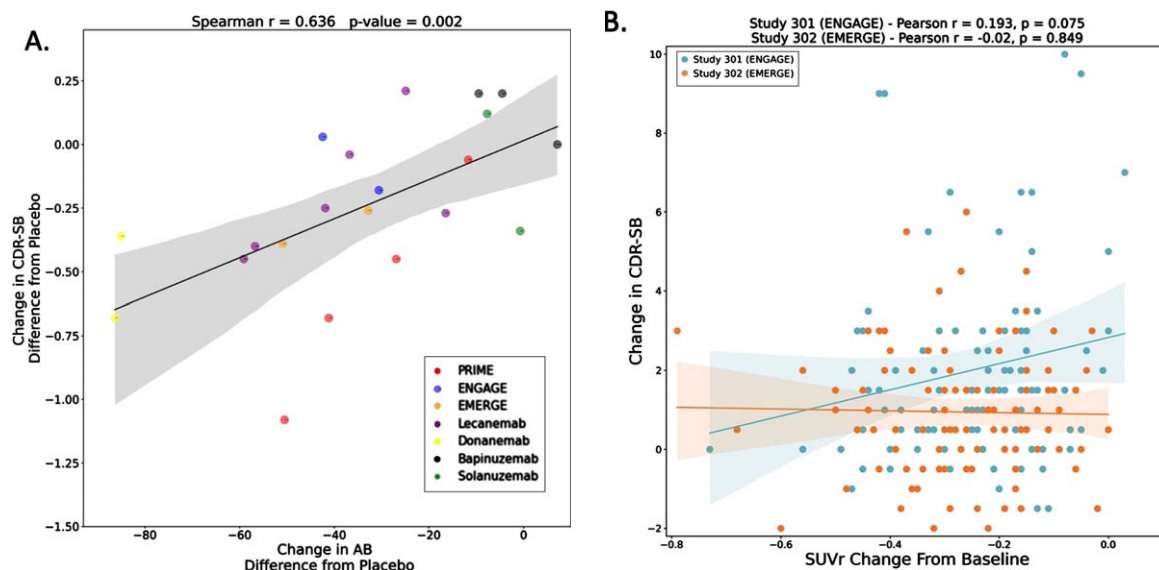 A.
Spearman r = 0.636 p-value = 0.002
Change in CDR-SB
Difference from Placebo
0.25
0.00
−0.25
−0.50
−0.75
−1.00
−1.25
−1.50
PRIME
ENGAGE
EMERGE
Lecanemab
Donanemab
Bapinuzemab
Solanuzemab
−80
−60
−40
−20
0
Change in AB
Difference from Placebo
B.
Study 301 (ENGAGE) - Pearson r = 0.193, p = 0.075
Study 302 (EMERGE) - Pearson r = -0.02, p = 0.849
Study 301 (ENGAGE)
Study 302 (EMERGE)
Change in CDR-SB
10
8
6
4
2
0
−2
−0.8
−0.6
−0.4
−0.2
0.0
SUVr Change From Baseline